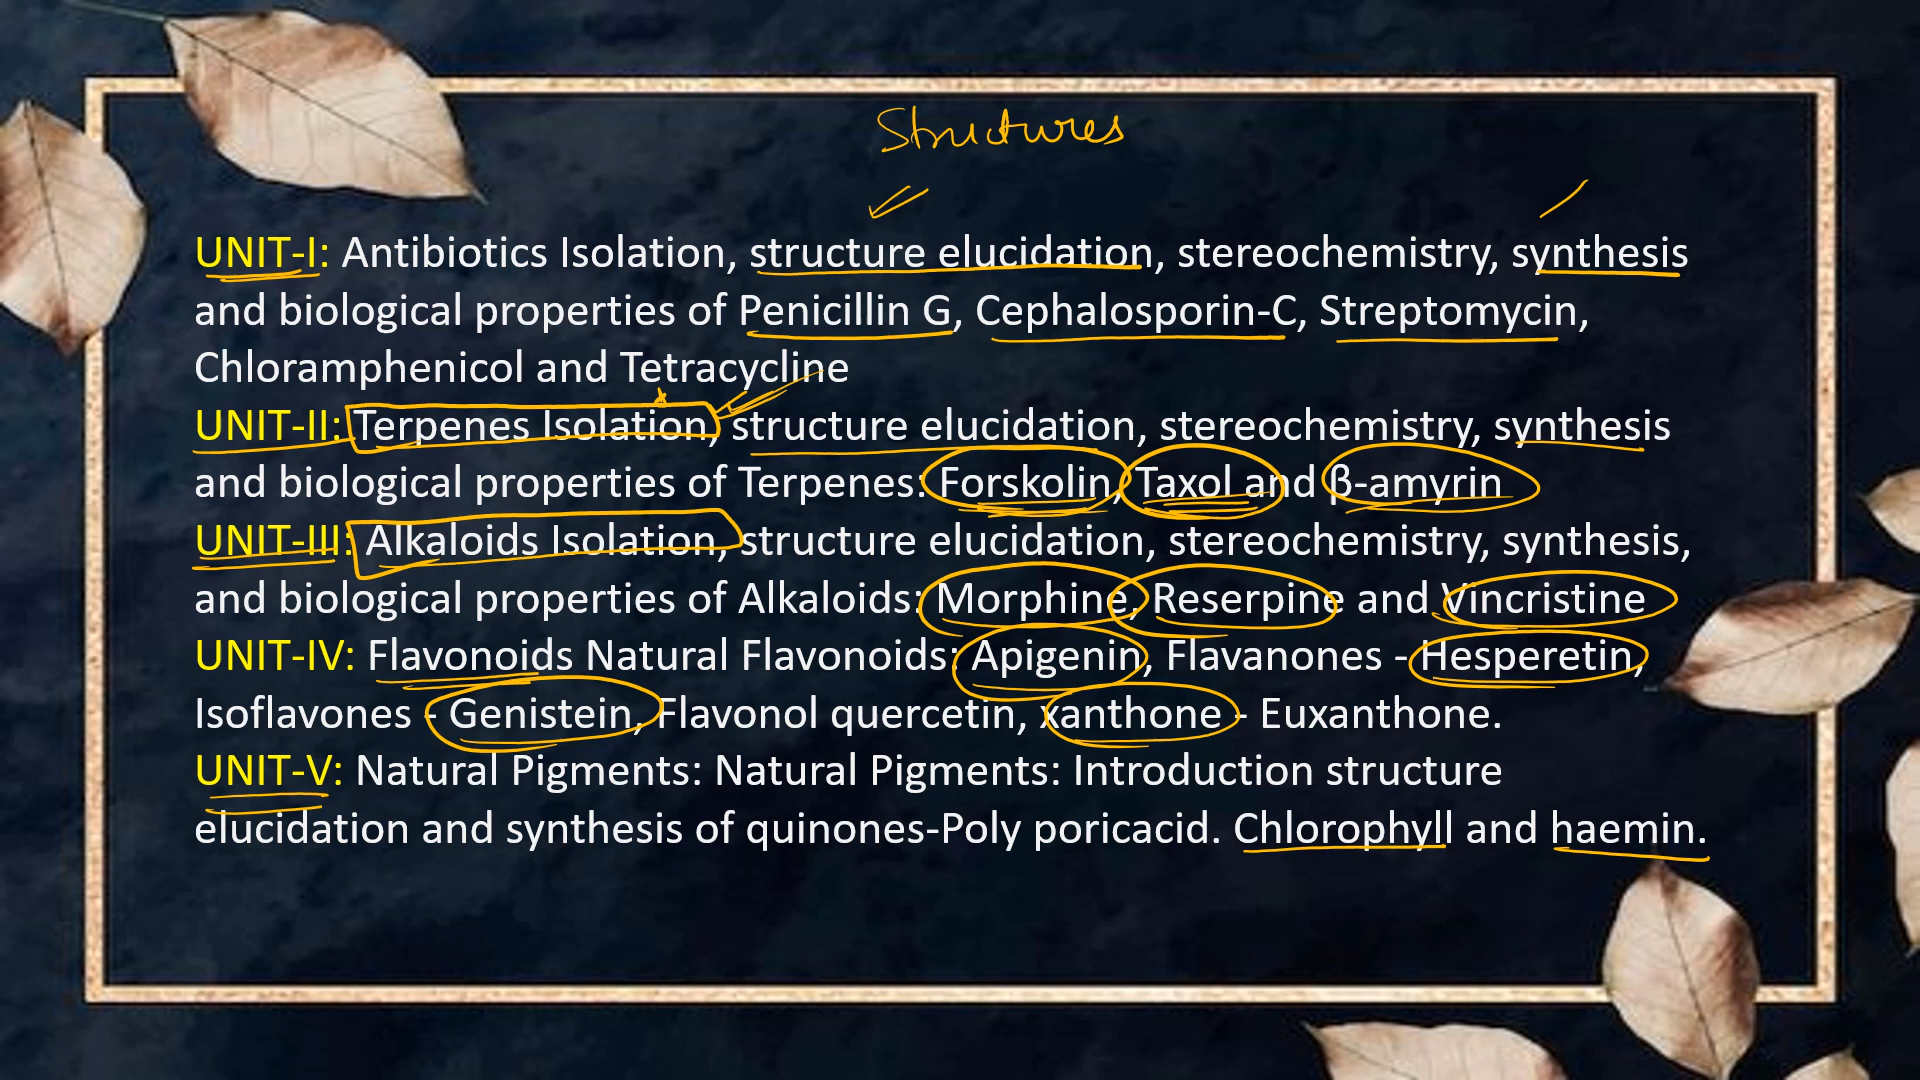 Structures
UNIT-I: Antibiotics Isolation, structure elucidation, stereochemistry, synthesis
and biological properties of Penicillin G, Cephalosporin-C, Streptomycin,
Chloramphenicol and Tetracycline
UNIT-II: Terpenes Isolation, structure elucidation, stereochemistry, synthesis
and biological properties of Terpenes: Forskolin, Taxol and β-amyrin
UNIT-III: Alkaloids Isolation, structure elucidation, stereochemistry, synthesis,
and biological properties of Alkaloids: Morphine, Reserpine and Vincristine
UNIT-IV: Flavonoids Natural Flavonoids: Apigenin, Flavanones - Hesperetin,
Isoflavones - Genistein, Flavonol quercetin, xanthone - Euxanthone.
UNIT-V: Natural Pigments: Natural Pigments: Introduction structure
elucidation and synthesis of quinones-Poly poricacid. Chlorophyll and haemin.